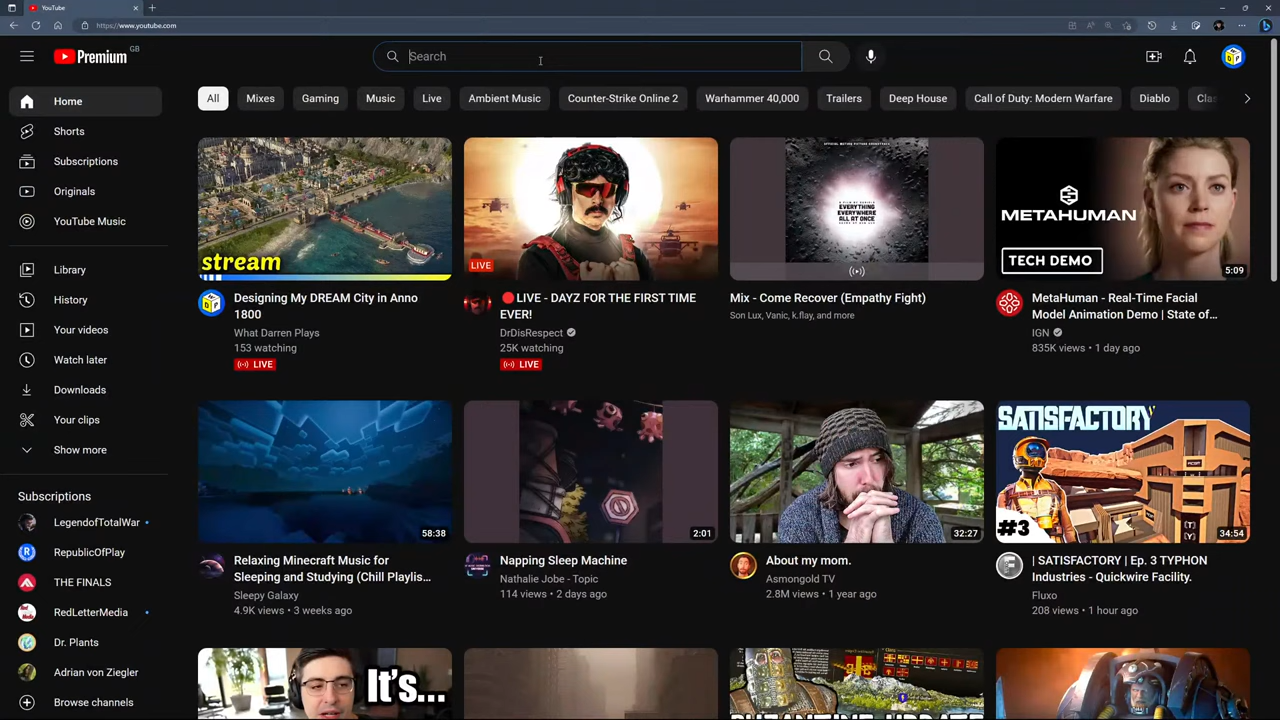 YouTube
https://www.youtube.com
Premium GB
Search
All
Mixes
Gaming
Music
Live
Ambient Music
Counter-Strike Online 2
Warhammer 40,000
Trailers
Deep House
Call of Duty: Modern Warfare
Diablo
Home
Shorts
Subscriptions
Originals
YouTube Music
Library
History
Your videos
Watch later
Downloads
Your clips
Show more
Subscriptions
LegendofTotalWar
RepublicOfPlay
THE FINALS
RedLetterMedia
Dr. Plants
Adrian von Ziegler
Browse channels
stream
Designing My DREAM City in Anno
1800
What Darren Plays
153 watching
LIVE
LIVE
LIVE - DAYZ FOR THE FIRST TIME
EVER!
DrDisRespect
25K watching
LIVE
EVERYTHING
EVERYWHERE
ALL AT ONCE
Mix - Come Recover (Empathy Fight)
Son Lux, Vanic, k.flay, and more
METAHUMAN
TECH DEMO
5:09
MetaHuman - Real-Time Facial
Model Animation Demo | State of...
IGN
835K views • 1 day ago
58:38
Relaxing Minecraft Music for
Sleeping and Studying (Chill Playlis...
Sleepy Galaxy
4.9K views • 3 weeks ago
2:01
Napping Sleep Machine
Nathalie Jobe - Topic
114 views • 2 days ago
32:27
About my mom.
Asmongold TV
2.8M views • 1 year ago
SATISFACTORY
#3
34:54
| SATISFACTORY | Ep. 3 TYPHON
Industries - Quickwire Facility.
Fluxo
208 views • 1 hour ago
It's...